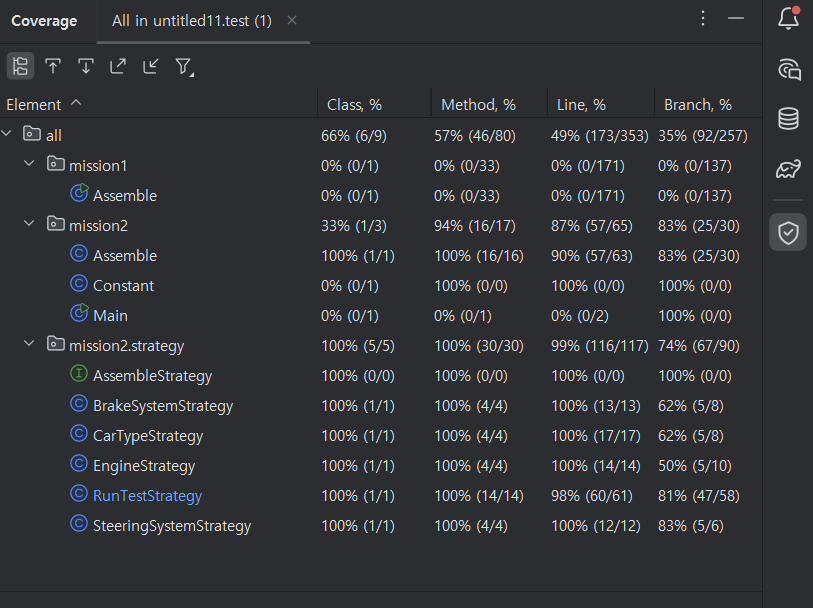 Coverage All in untitled11.test (1)
Element Class, % Method, % Line, % Branch, %
all 66% (6/9) 57% (46/80) 49% (173/353) 35% (92/257)
mission1 0% (0/1) 0% (0/33) 0% (0/171) 0% (0/137)
Assemble 0% (0/1) 0% (0/33) 0% (0/171) 0% (0/137)
mission2 33% (1/3) 94% (16/17) 87% (57/65) 83% (25/30)
Assemble 100% (1/1) 100% (16/16) 90% (57/63) 83% (25/30)
Constant 0% (0/1) 100% (0/0) 100% (0/0) 100% (0/0)
Main 0% (0/1) 0% (0/1) 0% (0/2) 100% (0/0)
mission2.strategy 100% (5/5) 100% (30/30) 99% (116/117) 74% (67/90)
AssembleStrategy 100% (0/0) 100% (0/0) 100% (0/0) 100% (0/0)
BrakeSystemStrategy 100% (1/1) 100% (4/4) 100% (13/13) 62% (5/8)
CarTypeStrategy 100% (1/1) 100% (4/4) 100% (17/17) 62% (5/8)
EngineStrategy 100% (1/1) 100% (4/4) 100% (14/14) 50% (5/10)
RunTestStrategy 100% (1/1) 100% (14/14) 98% (60/61) 81% (47/58)
SteeringSystemStrategy 100% (1/1) 100% (4/4) 100% (12/12) 83% (5/6)